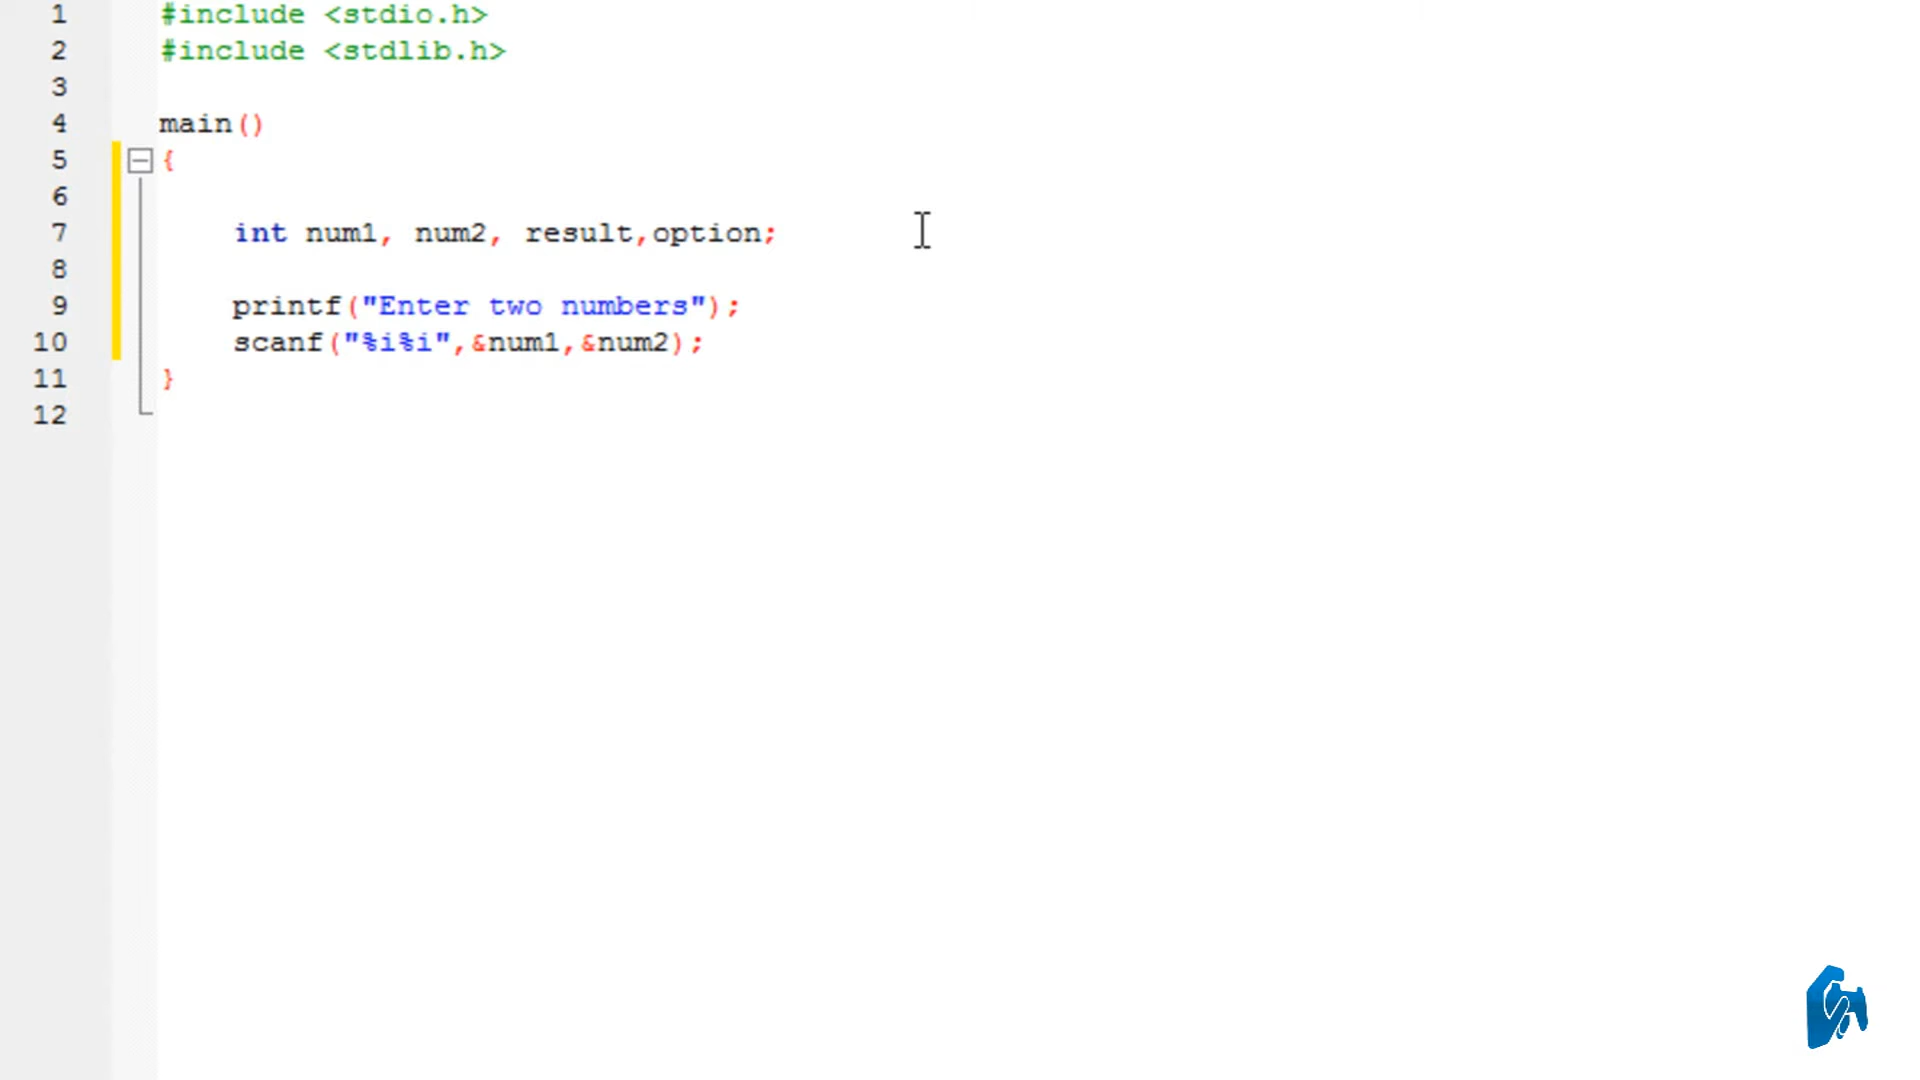 1 #include <stdio.h>
2 #include <stdlib.h>
3
4 main()
5 {
6
7 int num1, num2, result,option;
8
9 printf("Enter two numbers");
10 scanf("%i%i",&num1,&num2);
11 }
12